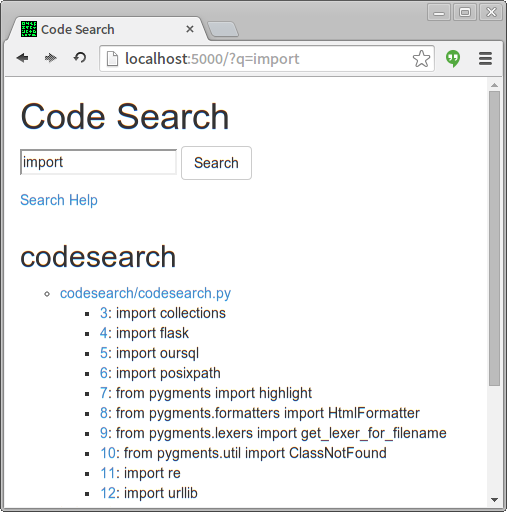 Code Search
localhost:5000/?q=import
Code Search
import Search
Search Help
codesearch
codesearch/codesearch.py
3: import collections
4: import flask
5: import oursql
6: import posixpath
7: from pygments import highlight
8: from pygments.formatters import HtmlFormatter
9: from pygments.lexers import get_lexer_for_filename
10: from pygments.util import ClassNotFound
11: import re
12: import urllib